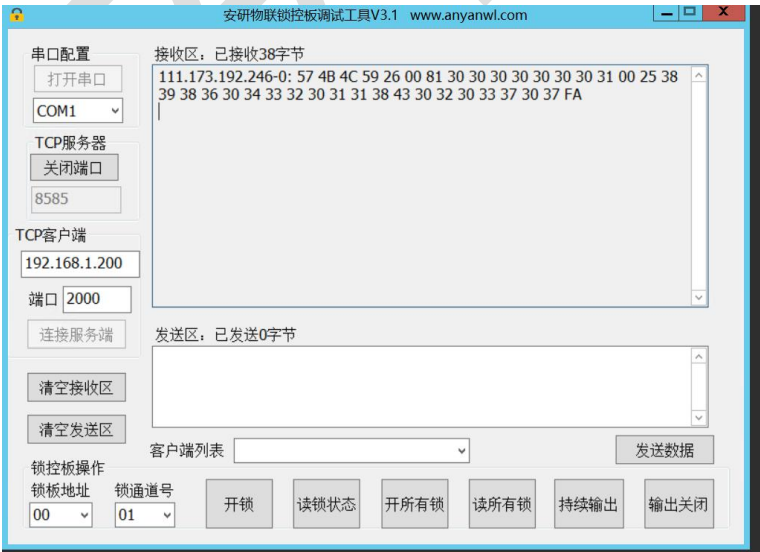 安研物联锁控板调试工具V3.1 www.anyanwl.com
串口配置
打开串口
COM1
TCP服务器
关闭端口
8585
TCP客户端
192.168.1.200
端口 2000
连接服务端
清空接收区
清空发送区
接收区：已接收38字节
111.173.192.246-0: 57 4B 4C 59 26 00 81 30 30 30 30 30 30 30 31 00 25 38
39 38 36 30 34 33 32 30 31 31 38 43 30 32 30 33 37 30 37 FA
发送区：已发送0字节
客户端列表
发送数据
锁控板操作
锁板地址 锁通道号
00 01
开锁 读锁状态 开所有锁 读所有锁 持续输出 输出关闭